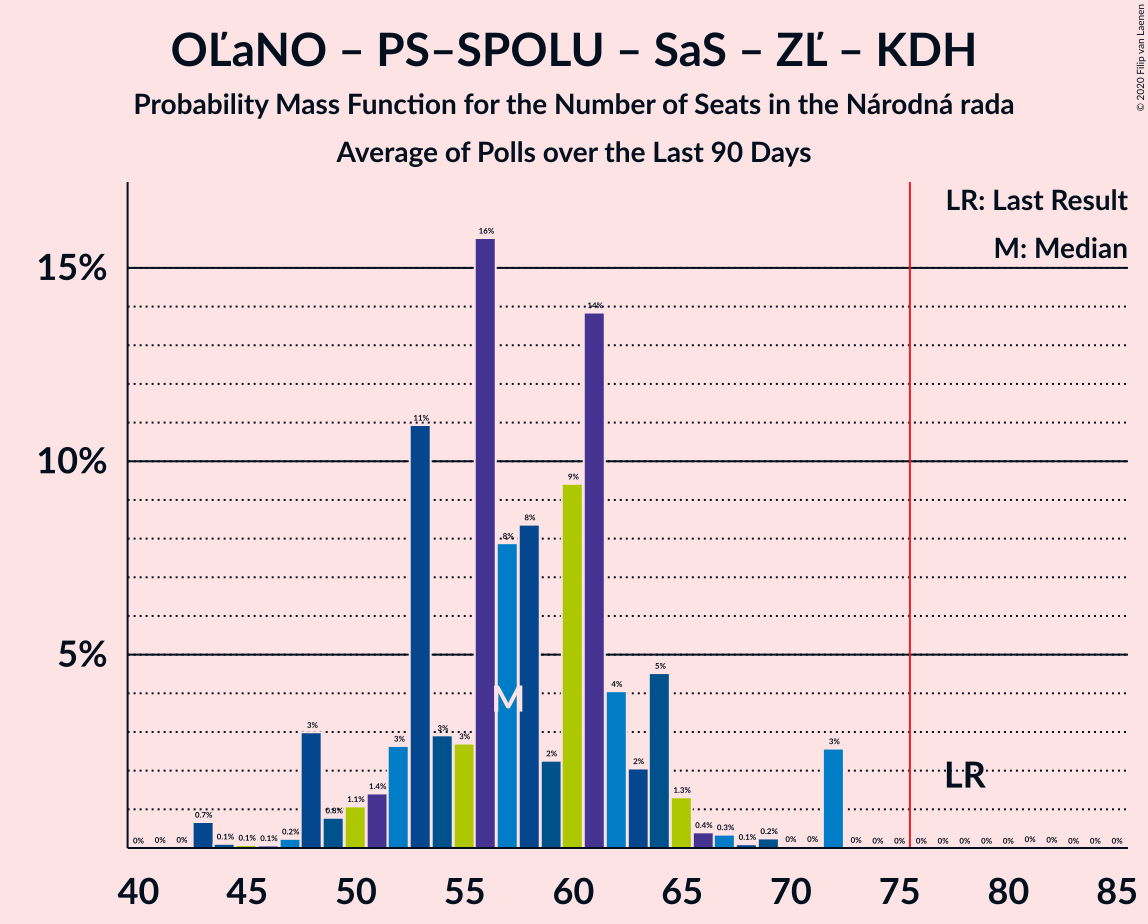 OĽaNO – PS–SPOLU – SaS – ZĽ – KDH
Probability Mass Function for the Number of Seats in the Národná rada
Average of Polls over the Last 90 Days
© 2020 Filip van Laenen
LR: Last Result
M: Median
15%
10%
5%
0% 0% 0% 0.7% 0.1% 0.1% 0.1% 0.2% 3% 0.8% 1.1% 1.4% 3% 11% 3% 3% 16% 8% 8% 2% 9% 14% 4% 2% 5% 1.3% 0.4% 0.3% 0.1% 0.2% 0% 0% 3% 0% 0% 0% 0% 0% 0% 0% 0% 0% 0% 0% 0% 0%
M
LR
40 45 50 55 60 65 70 75 80 85